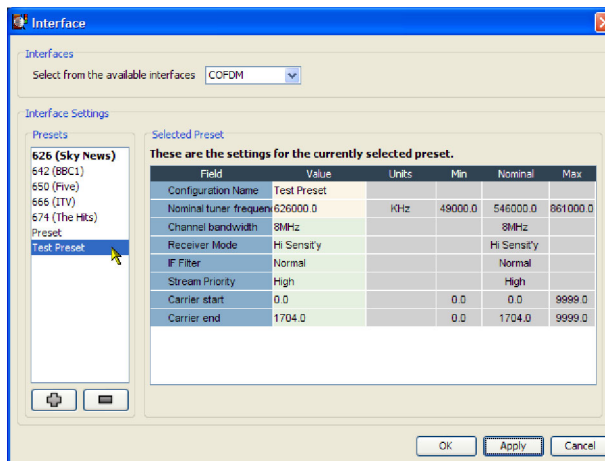 Interface
Interfaces
Select from the available interfaces COFDM
Interface Settings
Presets
626 (Sky News)
642 (BBC1)
650 (Five)
666 (ITV)
674 (The Hits)
Preset
Test Preset
Selected Preset
These are the settings for the currently selected preset.
Field Value Units Min Nominal Max
Configuration Name Test Preset
Nominal tuner frequen 626000.0 KHz 49000.0 546000.0 861000.0
Channel bandwidth 8MHz 8MHz
Receiver Mode Hi Sensit'y Hi Sensit'y
IF Filter Normal Normal
Stream Priority High High
Carrier start 0.0 0.0 0.0 9999.0
Carrier end 1704.0 0.0 1704.0 9999.0
OK Apply Cancel